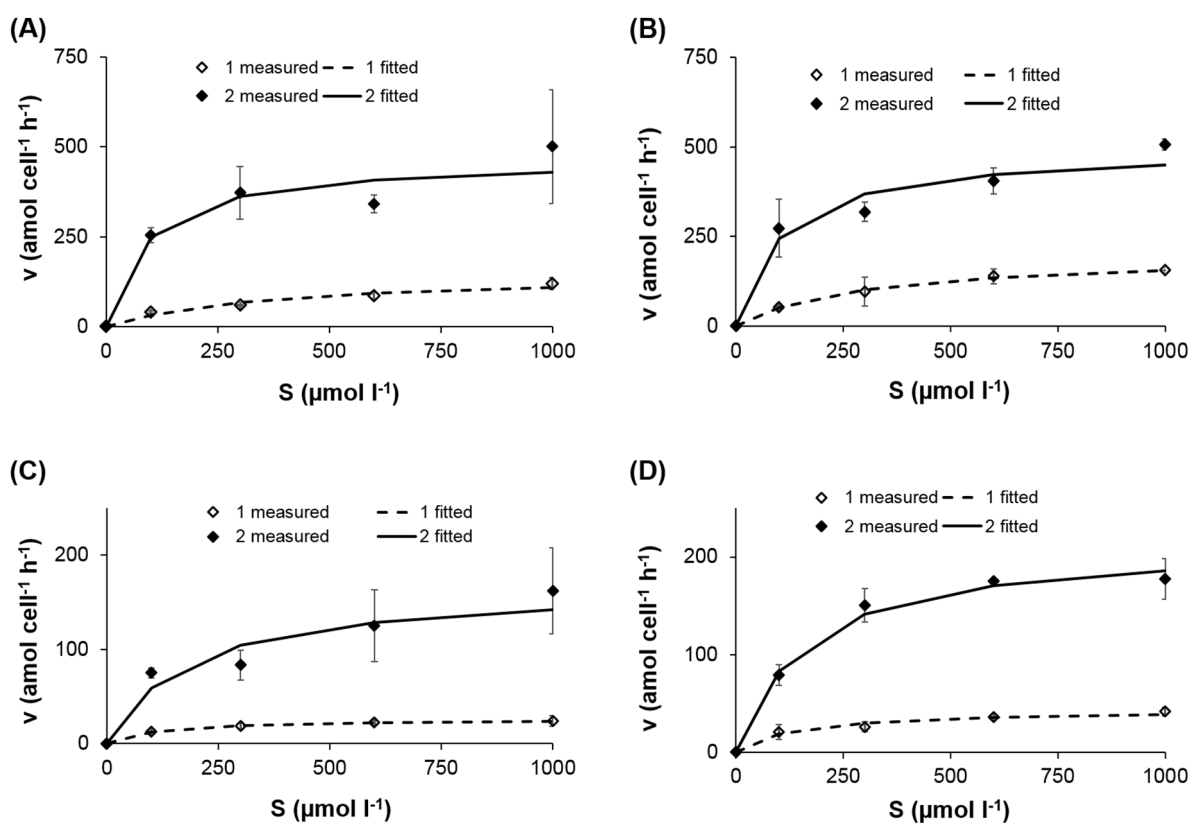 (A)
750
500
250
0
v (amol cell⁻¹ h⁻¹)
1 measured 1 fitted
2 measured 2 fitted
0 250 500 750 1000
S (µmol l⁻¹)
(B)
750
500
250
0
v (amol cell⁻¹ h⁻¹)
1 measured 1 fitted
2 measured 2 fitted
0 250 500 750 1000
S (µmol l⁻¹)
(C)
200
100
0
v (amol cell⁻¹ h⁻¹)
1 measured 1 fitted
2 measured 2 fitted
0 250 500 750 1000
S (µmol l⁻¹)
(D)
200
100
0
v (amol cell⁻¹ h⁻¹)
1 measured 1 fitted
2 measured 2 fitted
0 250 500 750 1000
S (µmol l⁻¹)